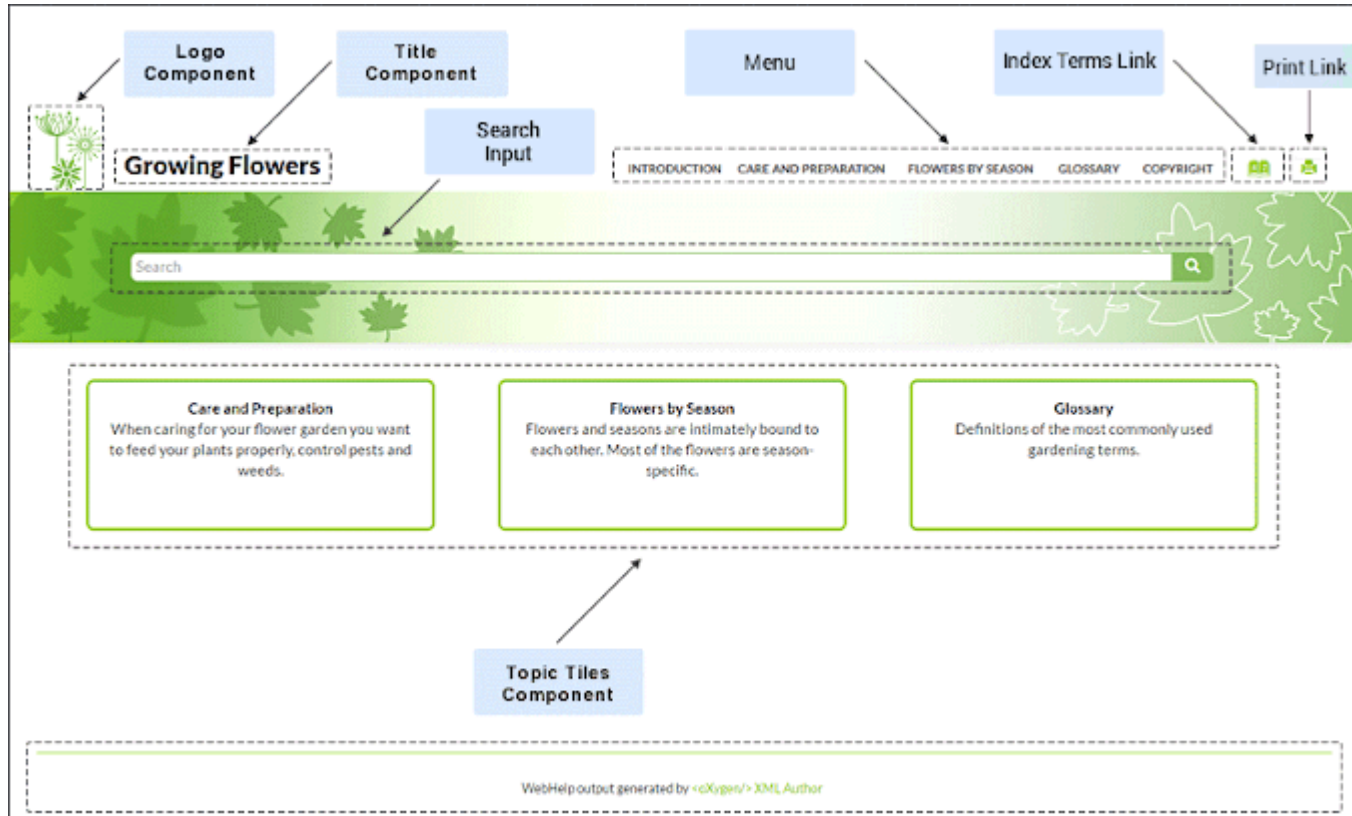 Logo
Component
Title
Component
Menu
Index Terms Link
Print Link
Search
Input
Growing Flowers
INTRODUCTION CARE AND PREPARATION FLOWERS BY SEASON GLOSSARY COPYRIGHT
Search
Care and Preparation
When caring for your flower garden you want
to feed your plants properly, control pests and
weeds.
Flowers by Season
Flowers and seasons are intimately bound to
each other. Most of the flowers are season-
specific.
Glossary
Definitions of the most commonly used
gardening terms.
Topic Tiles
Component
WebHelp output generated by <oXygen/> XML Author